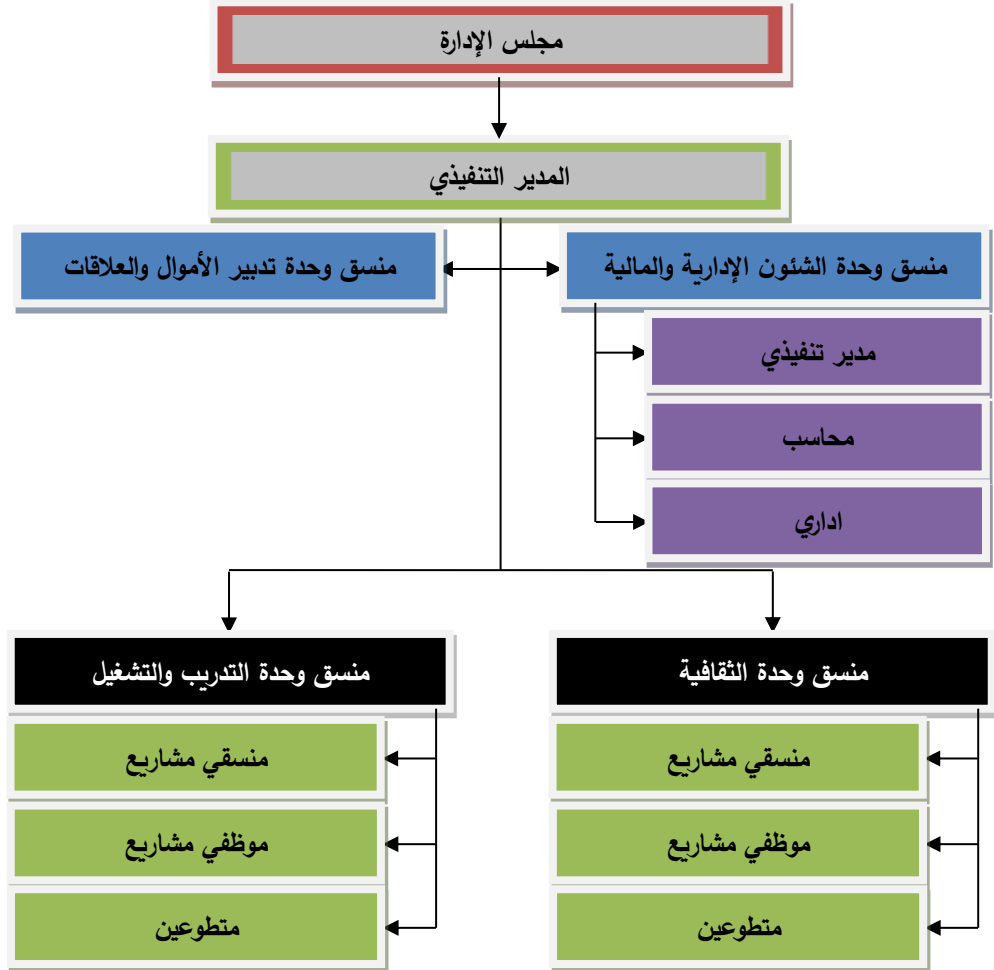 مجلس الإدارة
المدير التنفيذي
منسق وحدة الشئون الإدارية والمالية
منسق وحدة تدبير الأموال والعلاقات
مدير تنفيذي
محاسب
اداري
منسق وحدة الثقافية
منسق وحدة التدريب والتشغيل
منسقي مشاريع
منسقي مشاريع
موظفي مشاريع
موظفي مشاريع
متطوعين
متطوعين